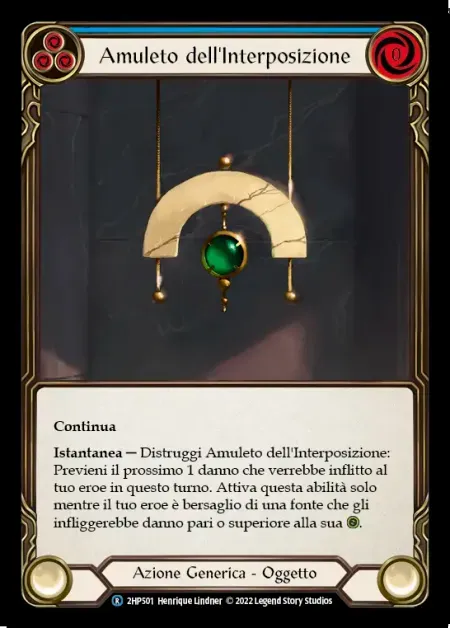 Amuleto dell'Interposizione
0
Continua
Istantanea — Distruggi Amuleto dell'Interposizione:
Previeni il prossimo 1 danno che verrebbe inflitto al
tuo eroe in questo turno. Attiva questa abilità solo
mentre il tuo eroe è bersaglio di una fonte che gli
infliggerebbe danno pari o superiore alla sua .
Azione Generica - Oggetto
R 2HP501 Henrique Lindner © 2022 Legend Story Studios